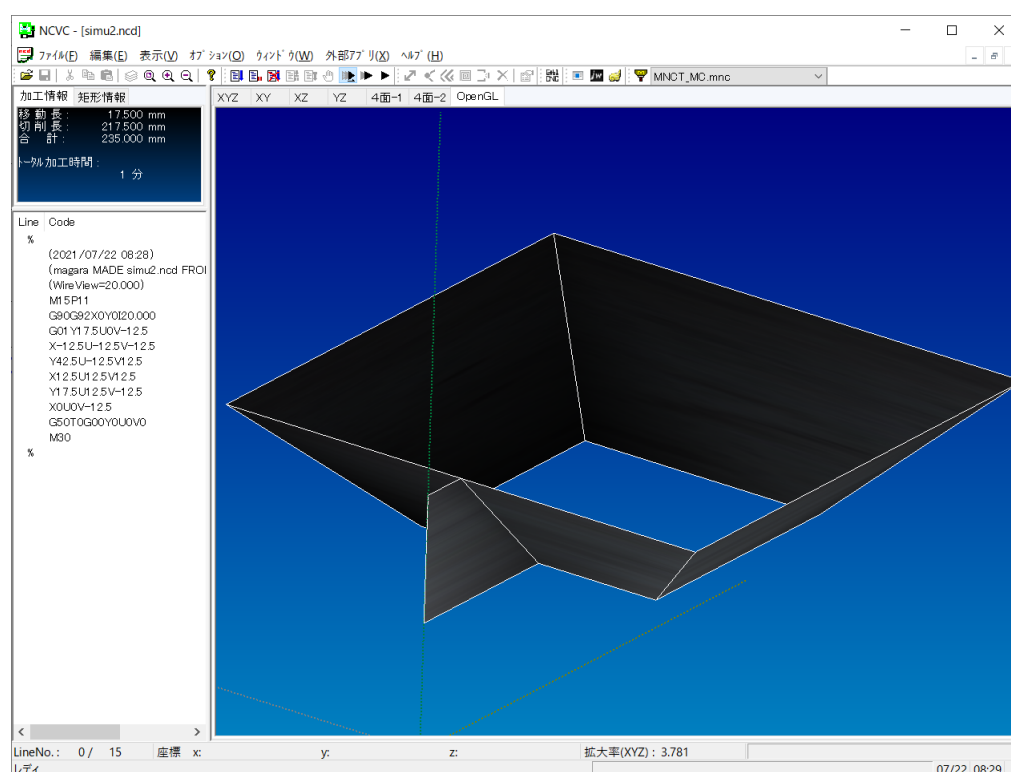 NCVC - [simu2.ncd]
ファイル(F) 編集(E) 表示(V) オプション(O) ウィンドウ(W) 外部アプリ(X) ヘルプ(H)
MNCT_MC.mnc
加工情報 矩形情報
XYZ XY XZ YZ 4面-1 4面-2 OpenGL
移動長: 17.500 mm
切削長: 217.500 mm
合 計: 235.000 mm
トータル加工時間:
1 分
Line Code
%
(2021/07/22 08:28)
(magara MADE simu2.ncd FROI
(WireView=20.000)
M15P11
G90G92X0Y0I20.000
G01Y17.5U0V-12.5
X-12.5U-12.5V-12.5
Y42.5U-12.5V12.5
X12.5U12.5V12.5
Y17.5U12.5V-12.5
X0U0V-12.5
G50T0G00Y0U0V0
M30
%
LineNo.: 0 / 15 座標 x: y: z: 拡大率(XYZ) : 3.781
レディ 07/22 08:29